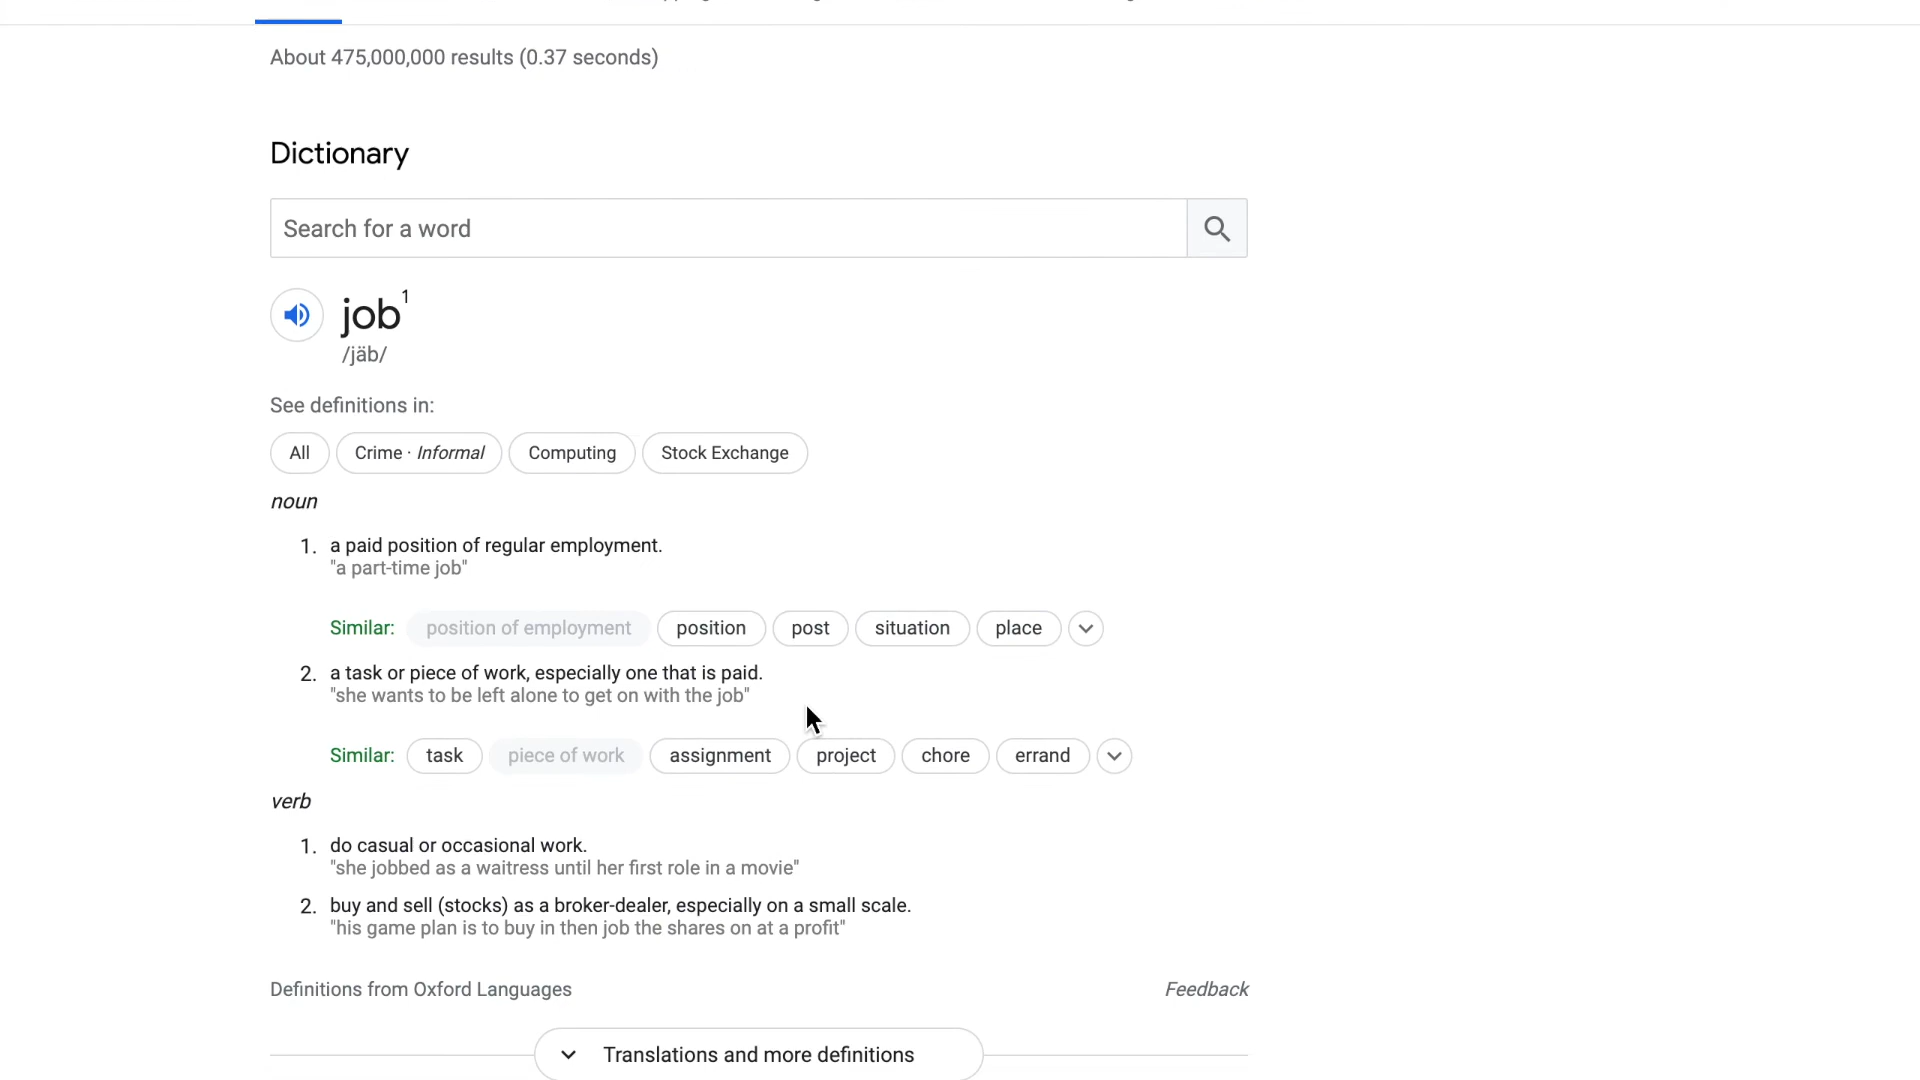 About 475,000,000 results (0.37 seconds)
Dictionary
Search for a word
job1
/jäb/
See definitions in:
All Crime · Informal Computing Stock Exchange
noun
1. a paid position of regular employment.
"a part-time job"
Similar: position of employment position post situation place
2. a task or piece of work, especially one that is paid.
"she wants to be left alone to get on with the job"
Similar: task piece of work assignment project chore errand
verb
1. do casual or occasional work.
"she jobbed as a waitress until her first role in a movie"
2. buy and sell (stocks) as a broker-dealer, especially on a small scale.
"his game plan is to buy in then job the shares on at a profit"
Definitions from Oxford Languages Feedback
Translations and more definitions